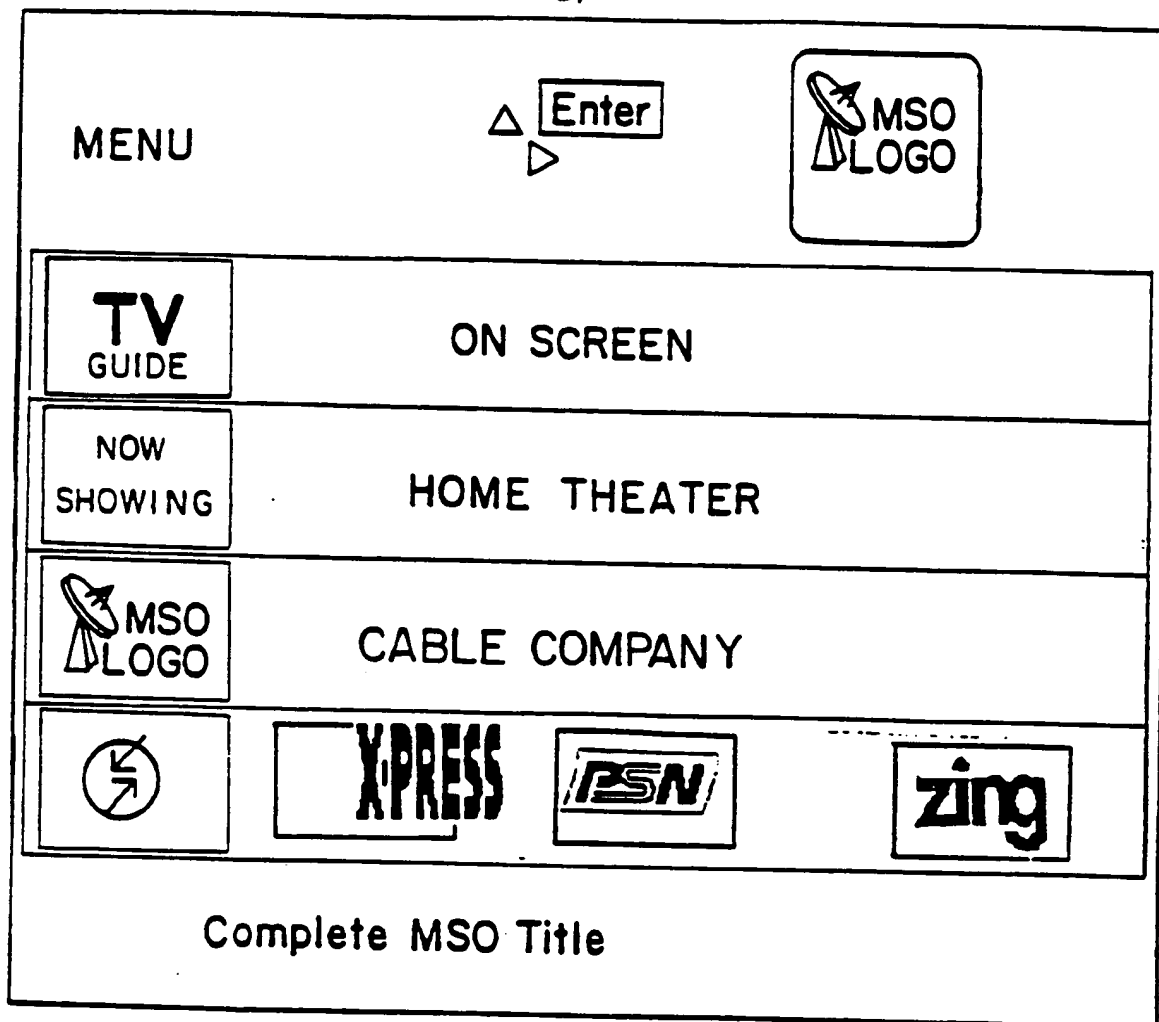 MENU
Enter
MSO
LOGO
TV
GUIDE
ON SCREEN
NOW
SHOWING
HOME THEATER
MSO
LOGO
CABLE COMPANY
X•PRESS
PSN
zing
Complete MSO Title